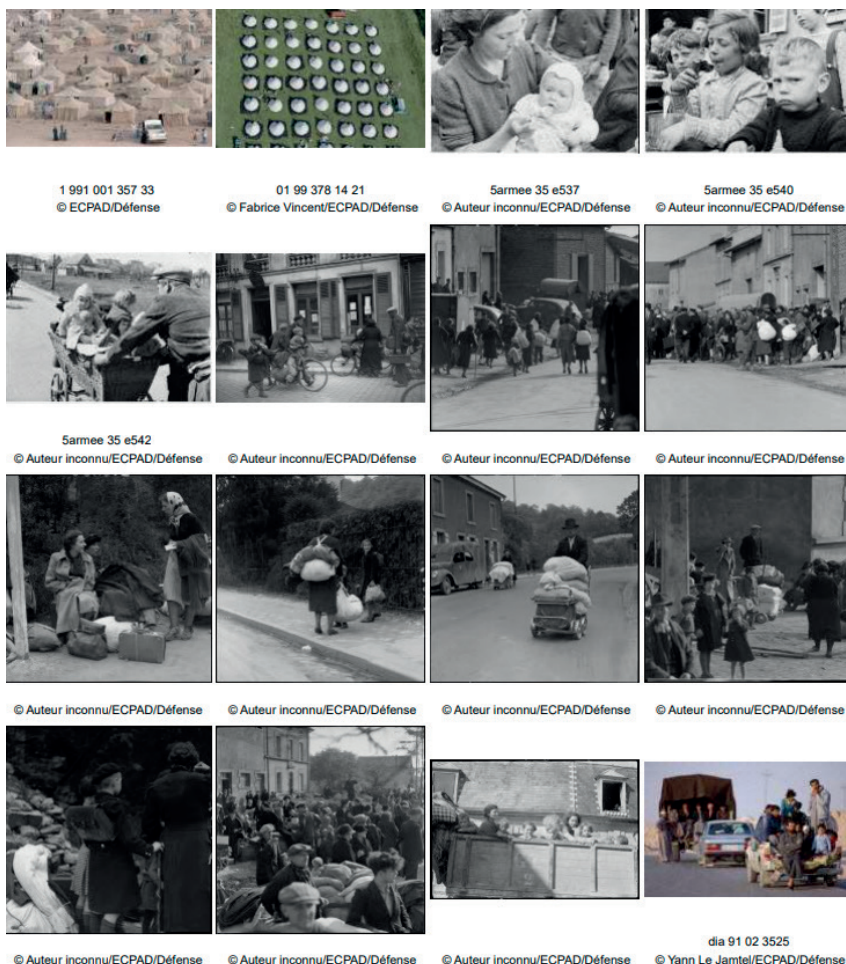 1 991 001 357 33
© ECPAD/Défense
01 99 378 14 21
© Fabrice Vincent/ECPAD/Défense
5armee 35 e537
© Auteur inconnu/ECPAD/Défense
5armee 35 e540
© Auteur inconnu/ECPAD/Défense
5armee 35 e542
© Auteur inconnu/ECPAD/Défense
© Auteur inconnu/ECPAD/Défense
© Auteur inconnu/ECPAD/Défense
© Auteur inconnu/ECPAD/Défense
© Auteur inconnu/ECPAD/Défense
© Auteur inconnu/ECPAD/Défense
© Auteur inconnu/ECPAD/Défense
© Auteur inconnu/ECPAD/Défense
© Auteur inconnu/ECPAD/Défense
© Auteur inconnu/ECPAD/Défense
© Auteur inconnu/ECPAD/Défense
dia 91 02 3525
© Yann Le Jamtel/ECPAD/Défense